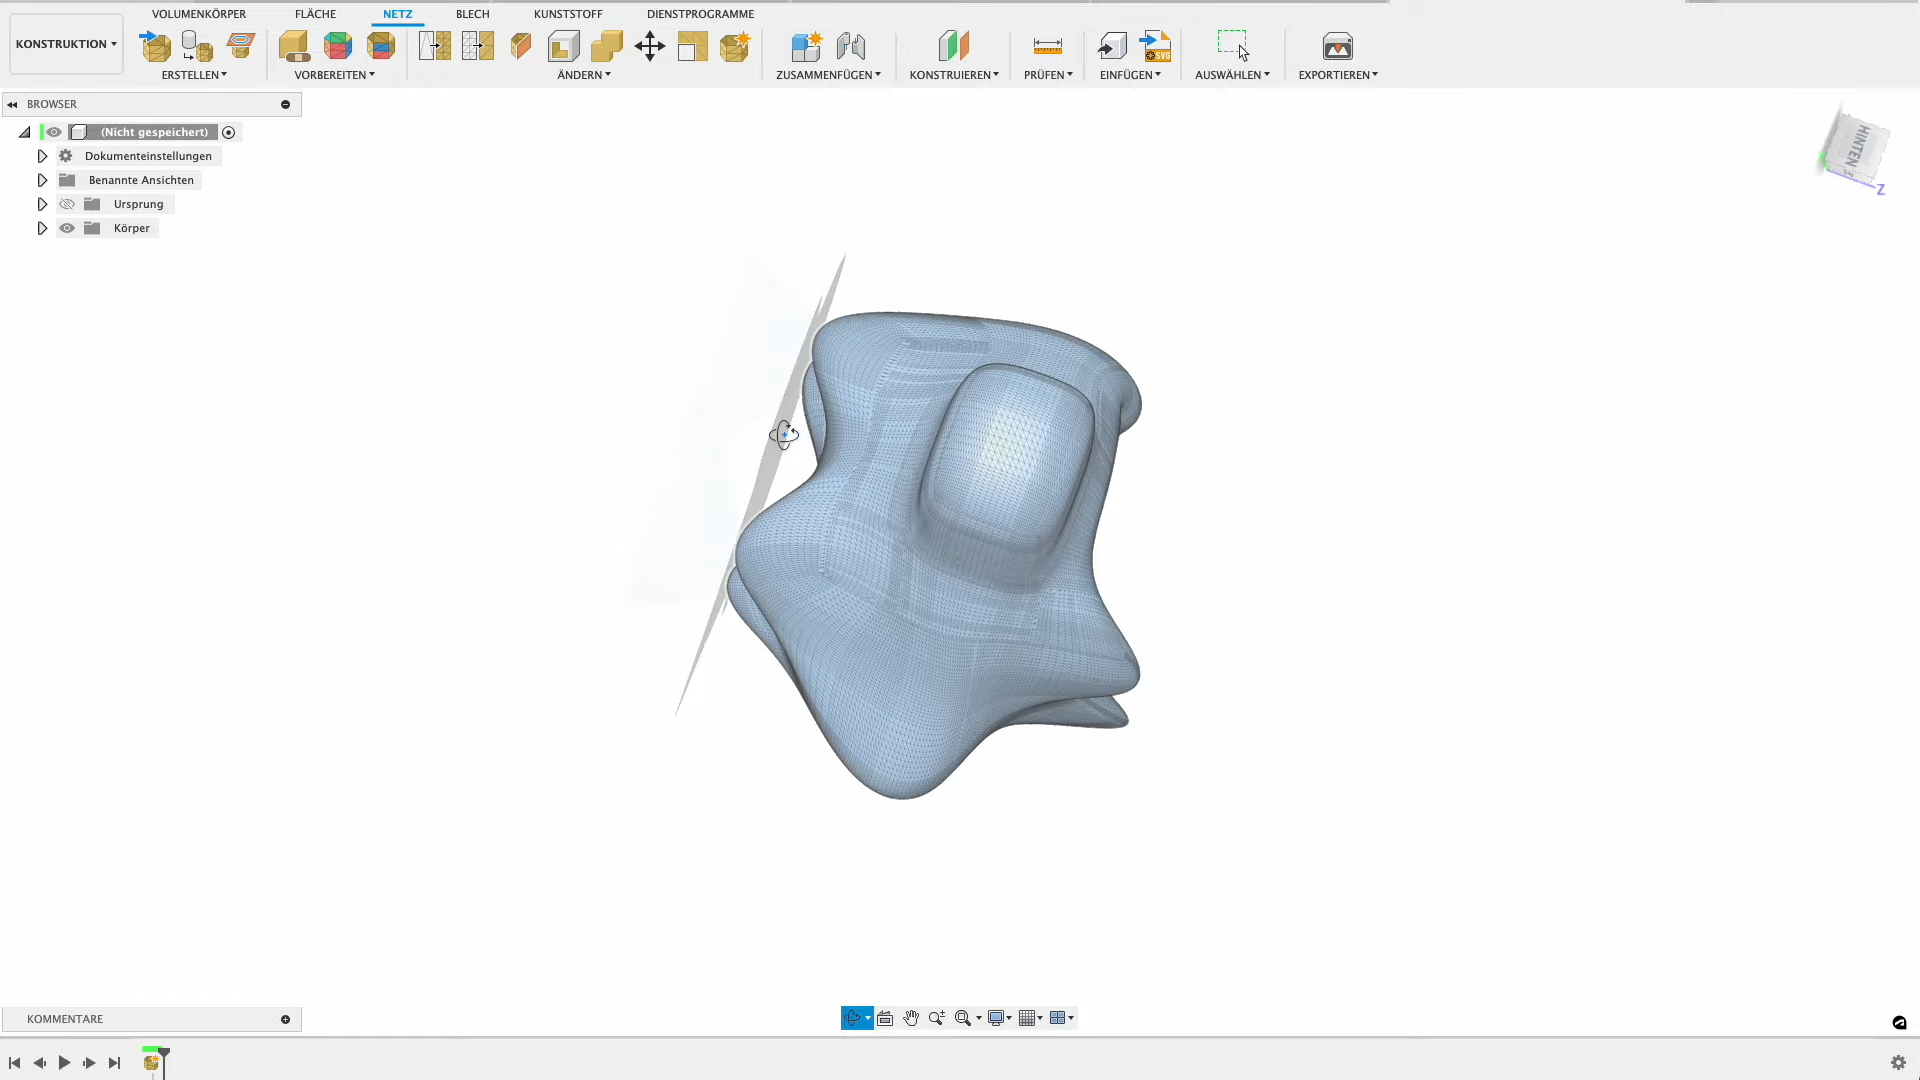 VOLUMENKÖRPER FLÄCHE NETZ BLECH KUNSTSTOFF DIENSTPROGRAMME
KONSTRUKTION
SVG
ERSTELLEN VORBEREITEN ÄNDERN ZUSAMMENFÜGEN KONSTRUIEREN PRÜFEN EINFÜGEN AUSWÄHLEN EXPORTIEREN
BROWSER
(Nicht gespeichert)
Dokumenteinstellungen
Benannte Ansichten
Ursprung
Körper
HINTEN
Z
KOMMENTARE